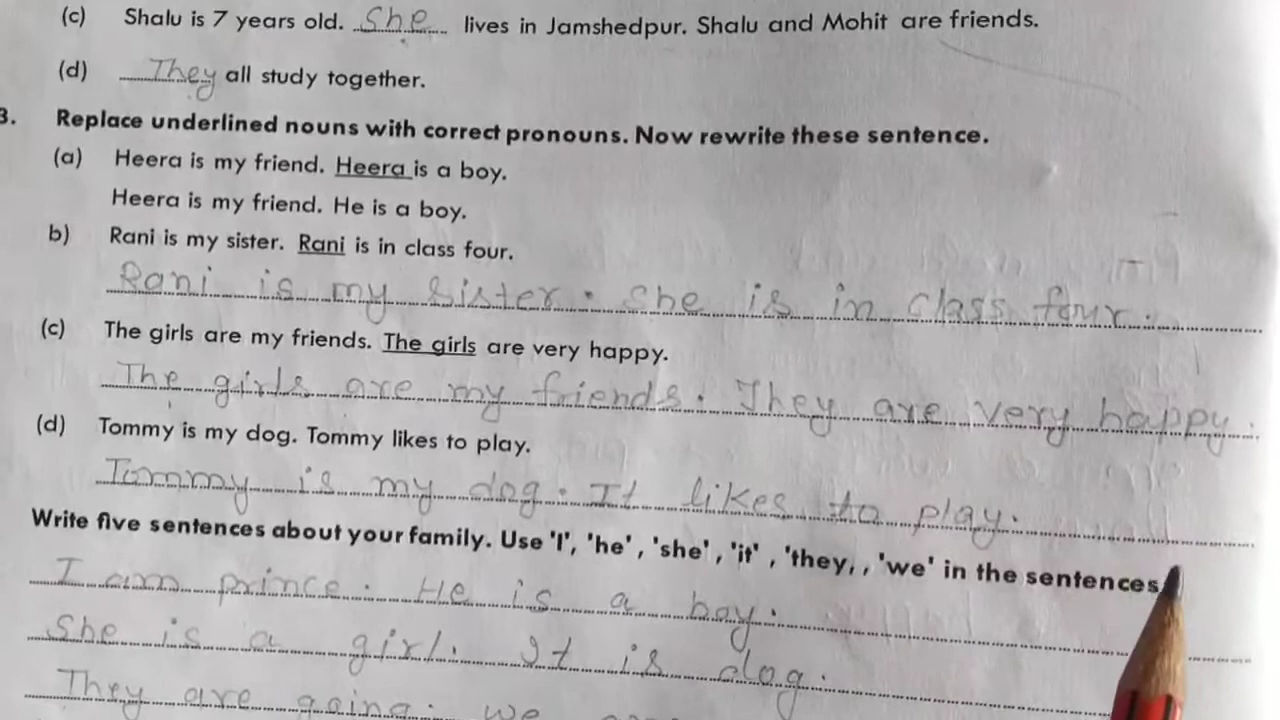 (c) Shalu is 7 years old. She lives in Jamshedpur. Shalu and Mohit are friends.
(d) They all study together.
3. Replace underlined nouns with correct pronouns. Now rewrite these sentence.
(a) Heera is my friend. Heera is a boy.
Heera is my friend. He is a boy.
b) Rani is my sister. Rani is in class four.
Rani is my sister. She is in class four.
(c) The girls are my friends. The girls are very happy.
The girls are my friends. They are very happy.
(d) Tommy is my dog. Tommy likes to play.
Tommy is my dog. It likes to play.
Write five sentences about your family. Use 'I', 'he', 'she', 'it', 'they,, 'we' in the sentences
I am prince. He is a boy.
She is a girl. It is dog.
They are going. we